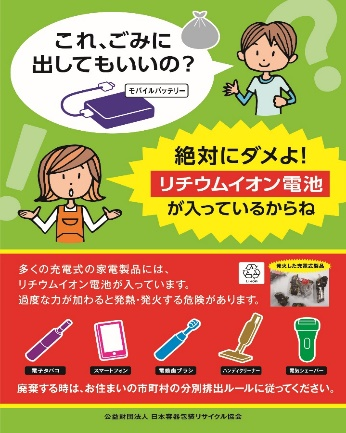 これ、ごみに
出してもいいの？
モバイルバッテリー
絶対にダメよ！
リチウムイオン電池
が入っているからね
多くの充電式の家電製品には、
リチウムイオン電池が入っています。
過度な力が加わると発熱・発火する危険があります。
発火した充電式製品
電子タバコ
スマートフォン
電動歯ブラシ
ハンディクリーナー
電気シェーバー
廃棄する時は、お住まいの市町村の分別排出ルールに従ってください。
公益財団法人 日本容器包装リサイクル協会